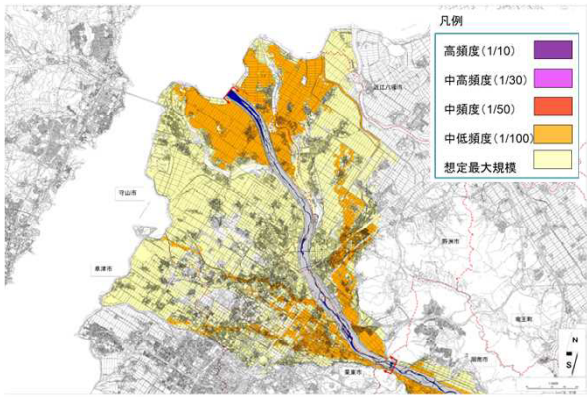 凡例
高頻度(1/10)
中高頻度(1/30)
中頻度(1/50)
中低頻度(1/100)
想定最大規模
近江八幡市
守山市
野洲市
草津市
竜王町
湖南市
栗東市
N
S